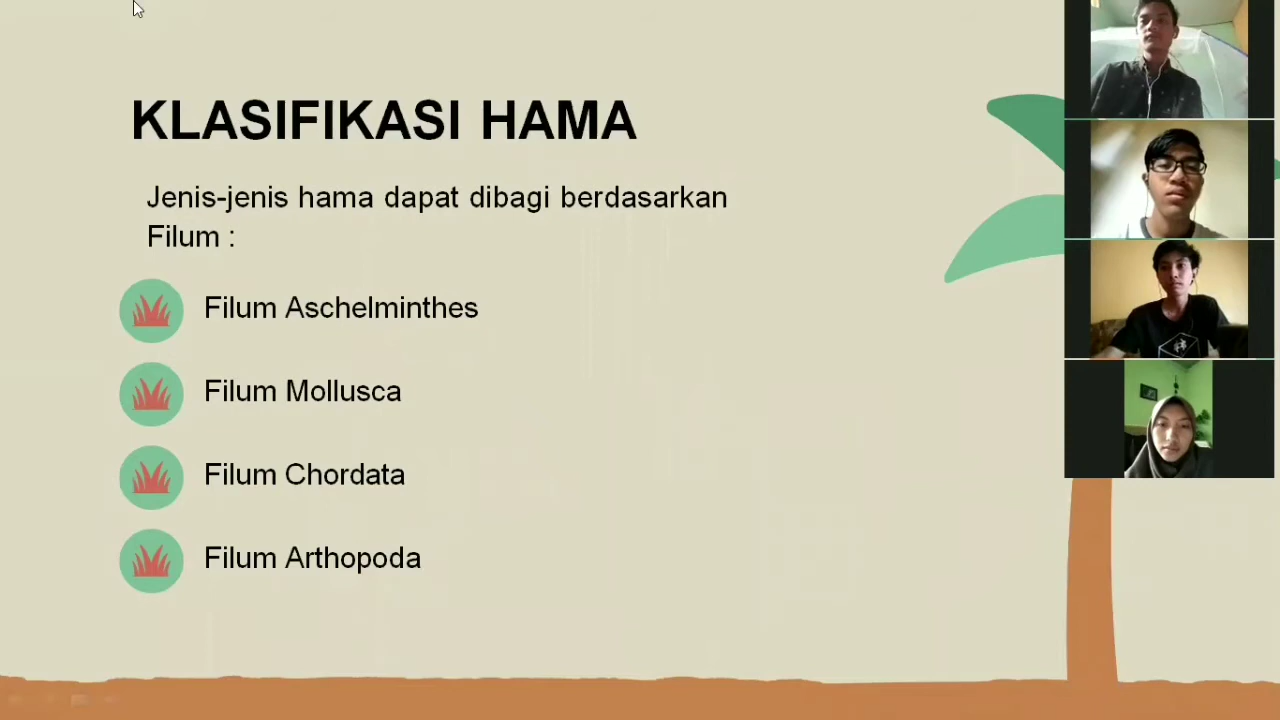 KLASIFIKASI HAMA
Jenis-jenis hama dapat dibagi berdasarkan
Filum :
Filum Aschelminthes
Filum Mollusca
Filum Chordata
Filum Arthopoda